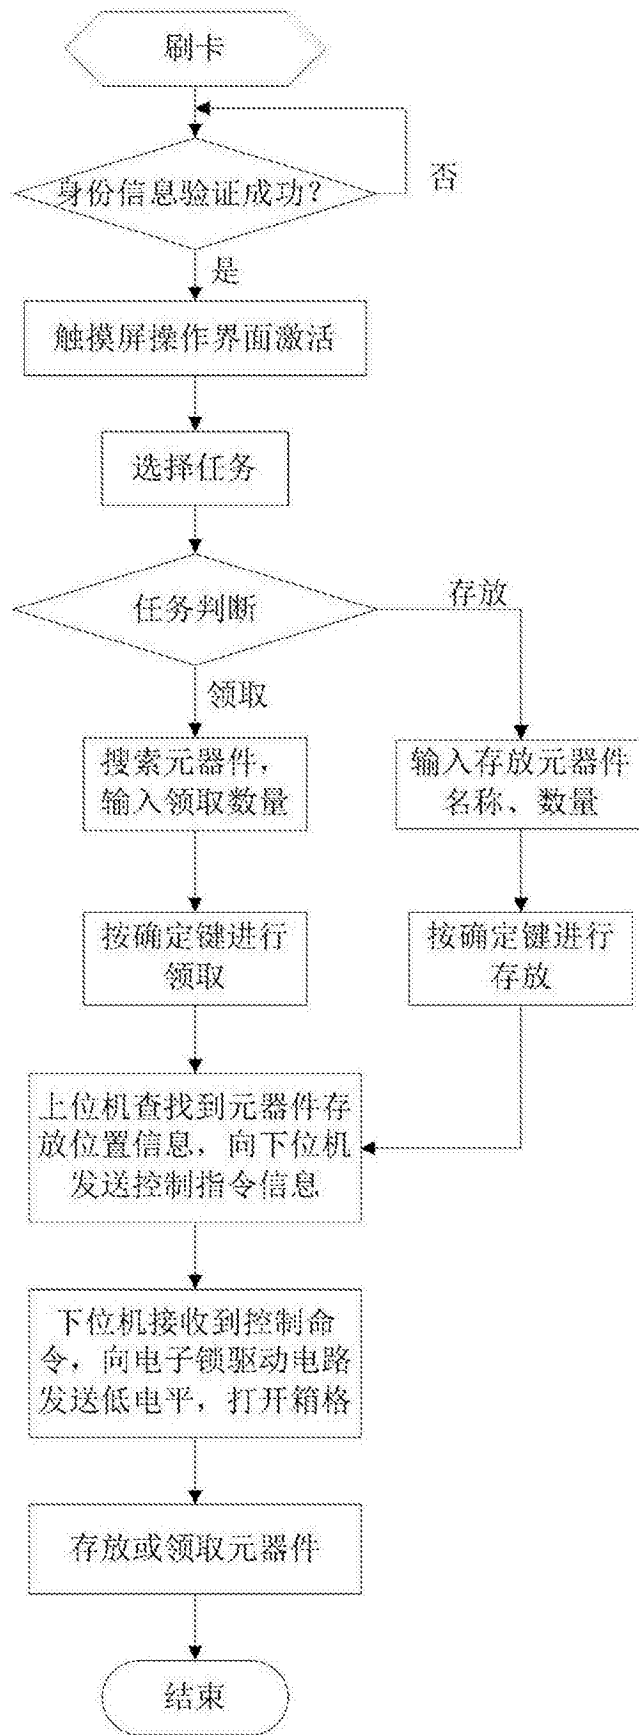 刷卡
身份信息验证成功?
否
是
触摸屏操作界面激活
选择任务
任务判断
存放
领取
搜索元器件，
输入领取数量
输入存放元器件
名称、数量
按确定键进行
领取
按确定键进行
存放
上位机查找到元器件存
放位置信息，向下位机
发送控制指令信息
下位机接收到控制命
令，向电子锁驱动电路
发送低电平，打开箱格
存放或领取元器件
结束